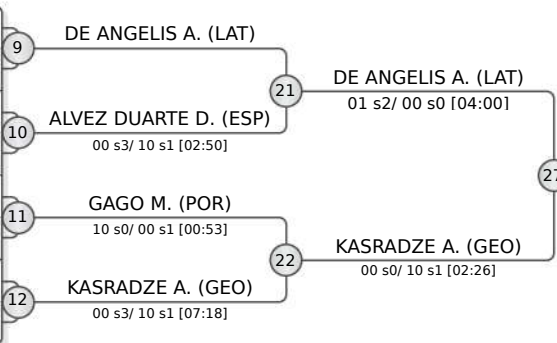 DE ANGELIS A. (LAT)
9
21
DE ANGELIS A. (LAT)
01 s2/ 00 s0 [04:00]
ALVEZ DUARTE D. (ESP)
10
00 s3/ 10 s1 [02:50]
27
GAGO M. (POR)
11
10 s0/ 00 s1 [00:53]
22
KASRADZE A. (GEO)
00 s0/ 10 s1 [02:26]
KASRADZE A. (GEO)
12
00 s3/ 10 s1 [07:18]